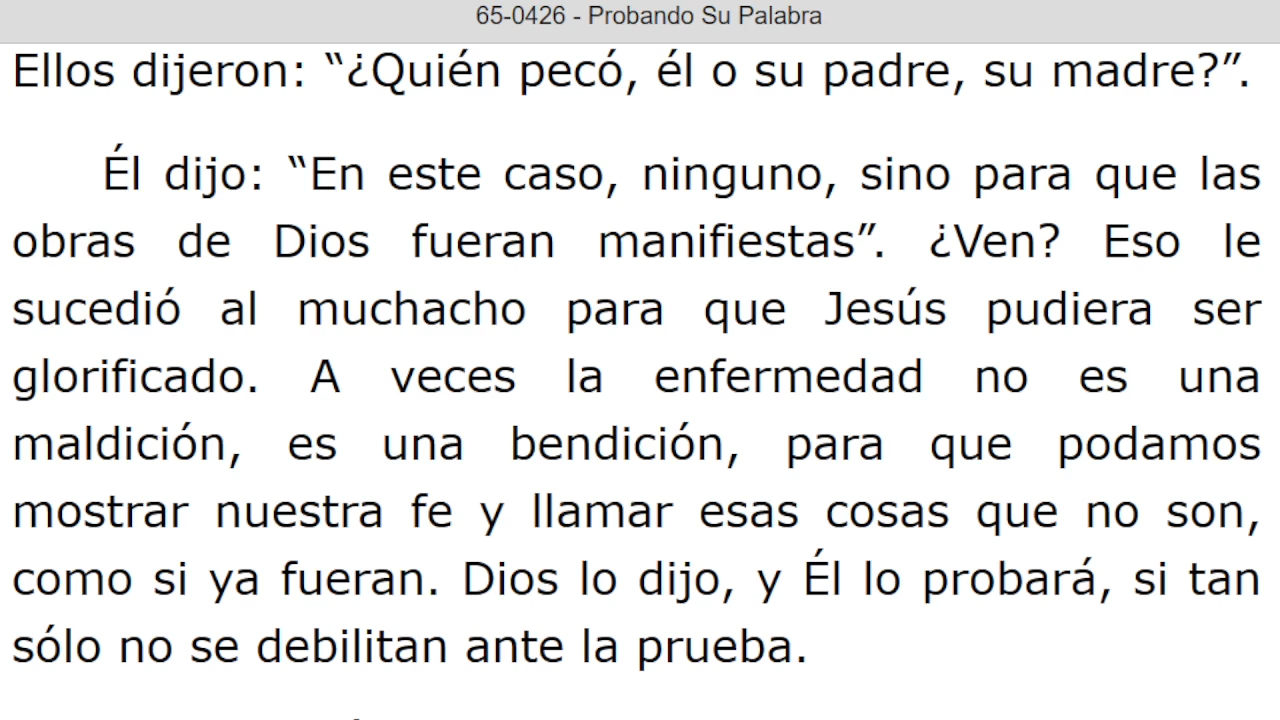 65-0426 - Probando Su Palabra
Ellos dijeron: “¿Quién pecó, él o su padre, su madre?”.
Él dijo: “En este caso, ninguno, sino para que las
obras de Dios fueran manifiestas”. ¿Ven? Eso le
sucedió al muchacho para que Jesús pudiera ser
glorificado. A veces la enfermedad no es una
maldición, es una bendición, para que podamos
mostrar nuestra fe y llamar esas cosas que no son,
como si ya fueran. Dios lo dijo, y Él lo probará, si tan
sólo no se debilitan ante la prueba.